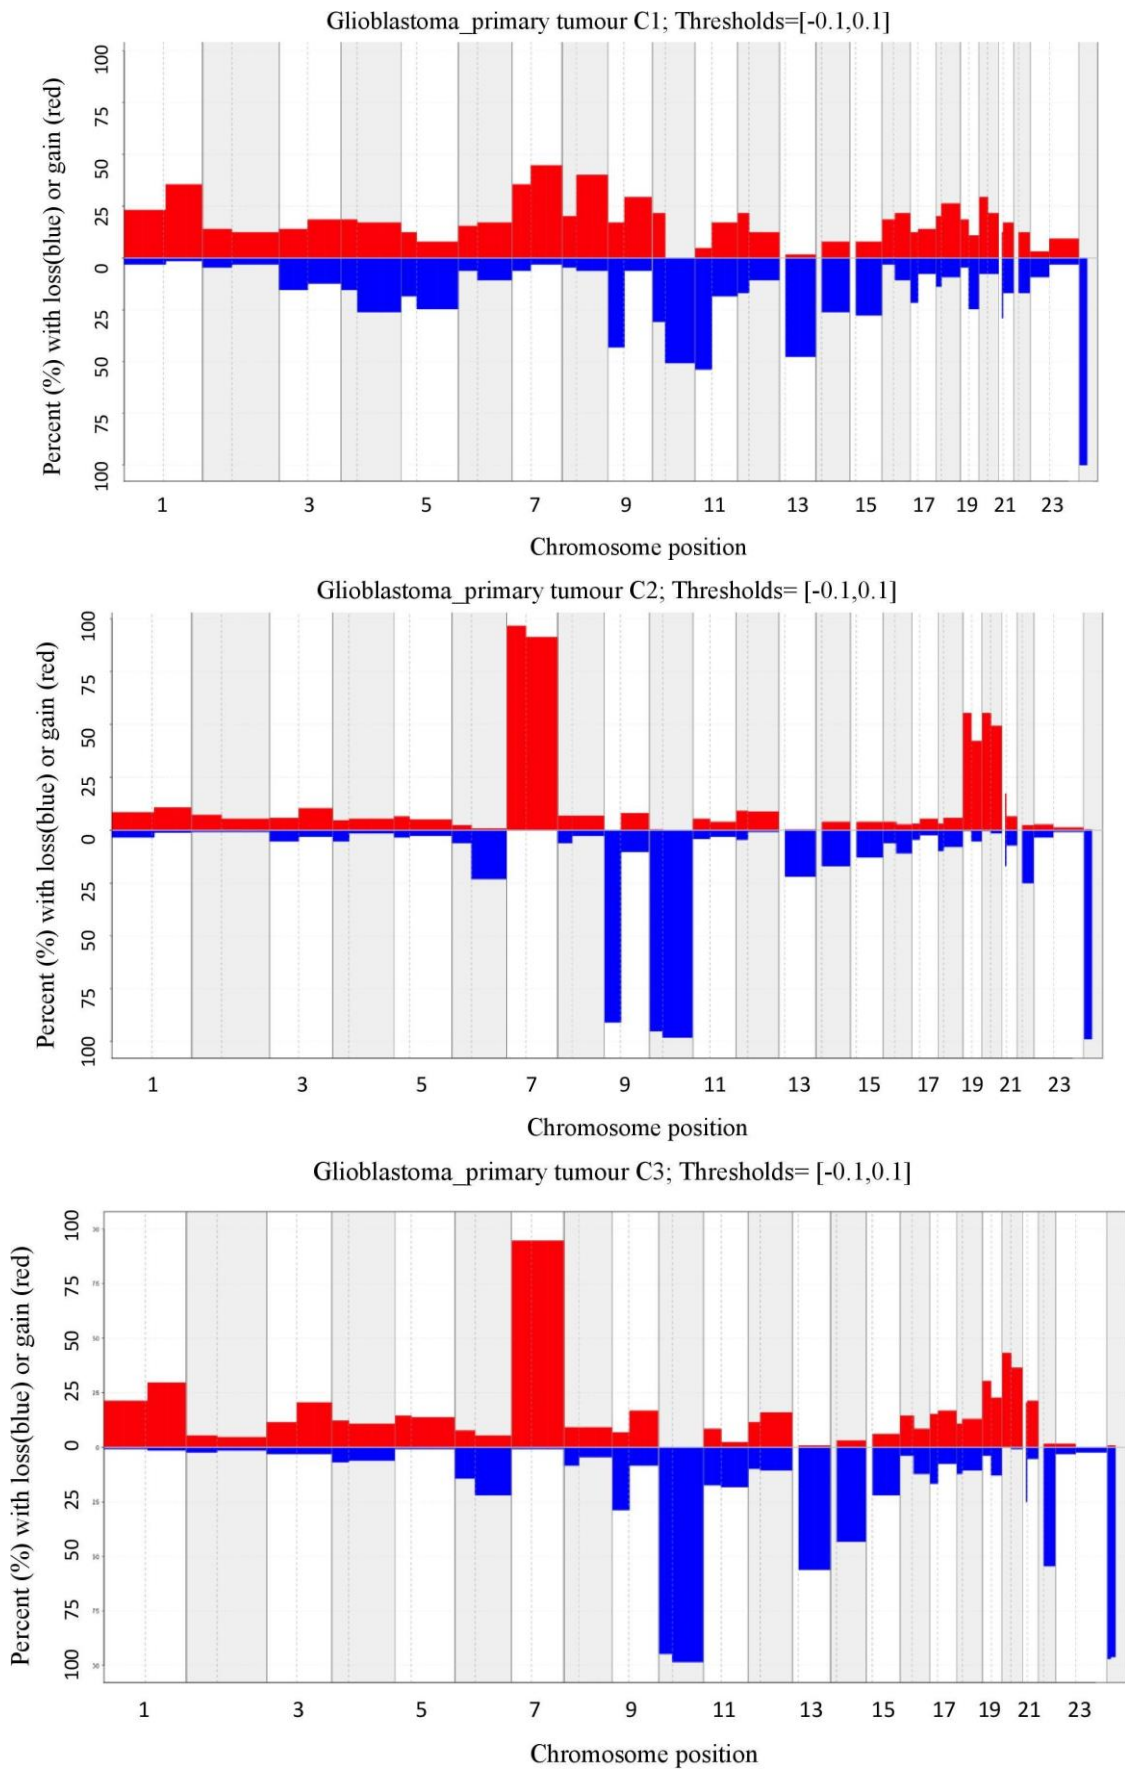 Glioblastoma_primary tumour C1; Thresholds=[-0.1,0.1]
Percent (%) with loss(blue) or gain (red)
100
75
50
25
0
25
50
75
100
1 3 5 7 9 11 13 15 17 19 21 23
Chromosome position
Glioblastoma_primary tumour C2; Thresholds= [-0.1,0.1]
Percent (%) with loss(blue) or gain (red)
100
75
50
25
0
25
50
75
100
1 3 5 7 9 11 13 15 17 19 21 23
Chromosome position
Glioblastoma_primary tumour C3; Thresholds= [-0.1,0.1]
Percent (%) with loss(blue) or gain (red)
100
75
50
25
0
25
50
75
100
1 3 5 7 9 11 13 15 17 19 21 23
Chromosome position